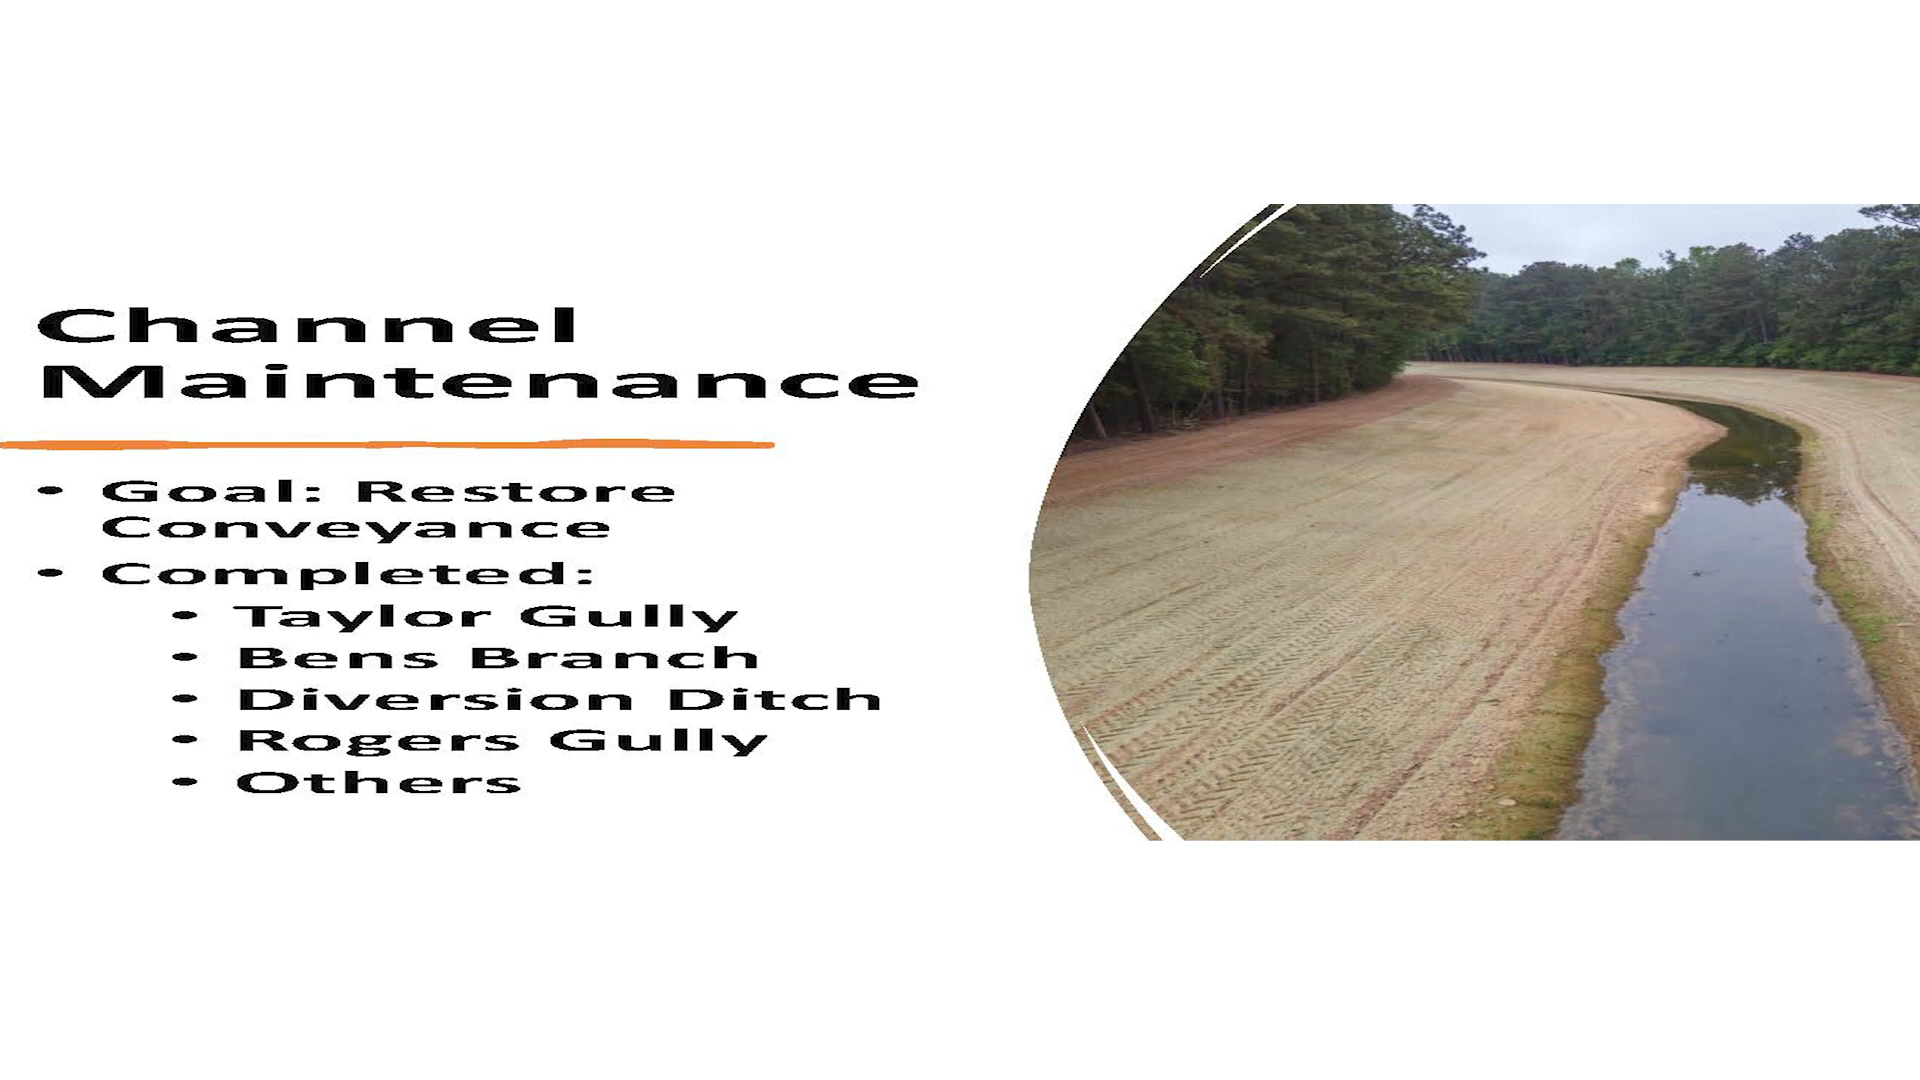 Channel
Maintenance
• Goal: Restore
Conveyance
• Completed:
• Taylor Gully
• Bens Branch
• Diversion Ditch
• Rogers Gully
• Others